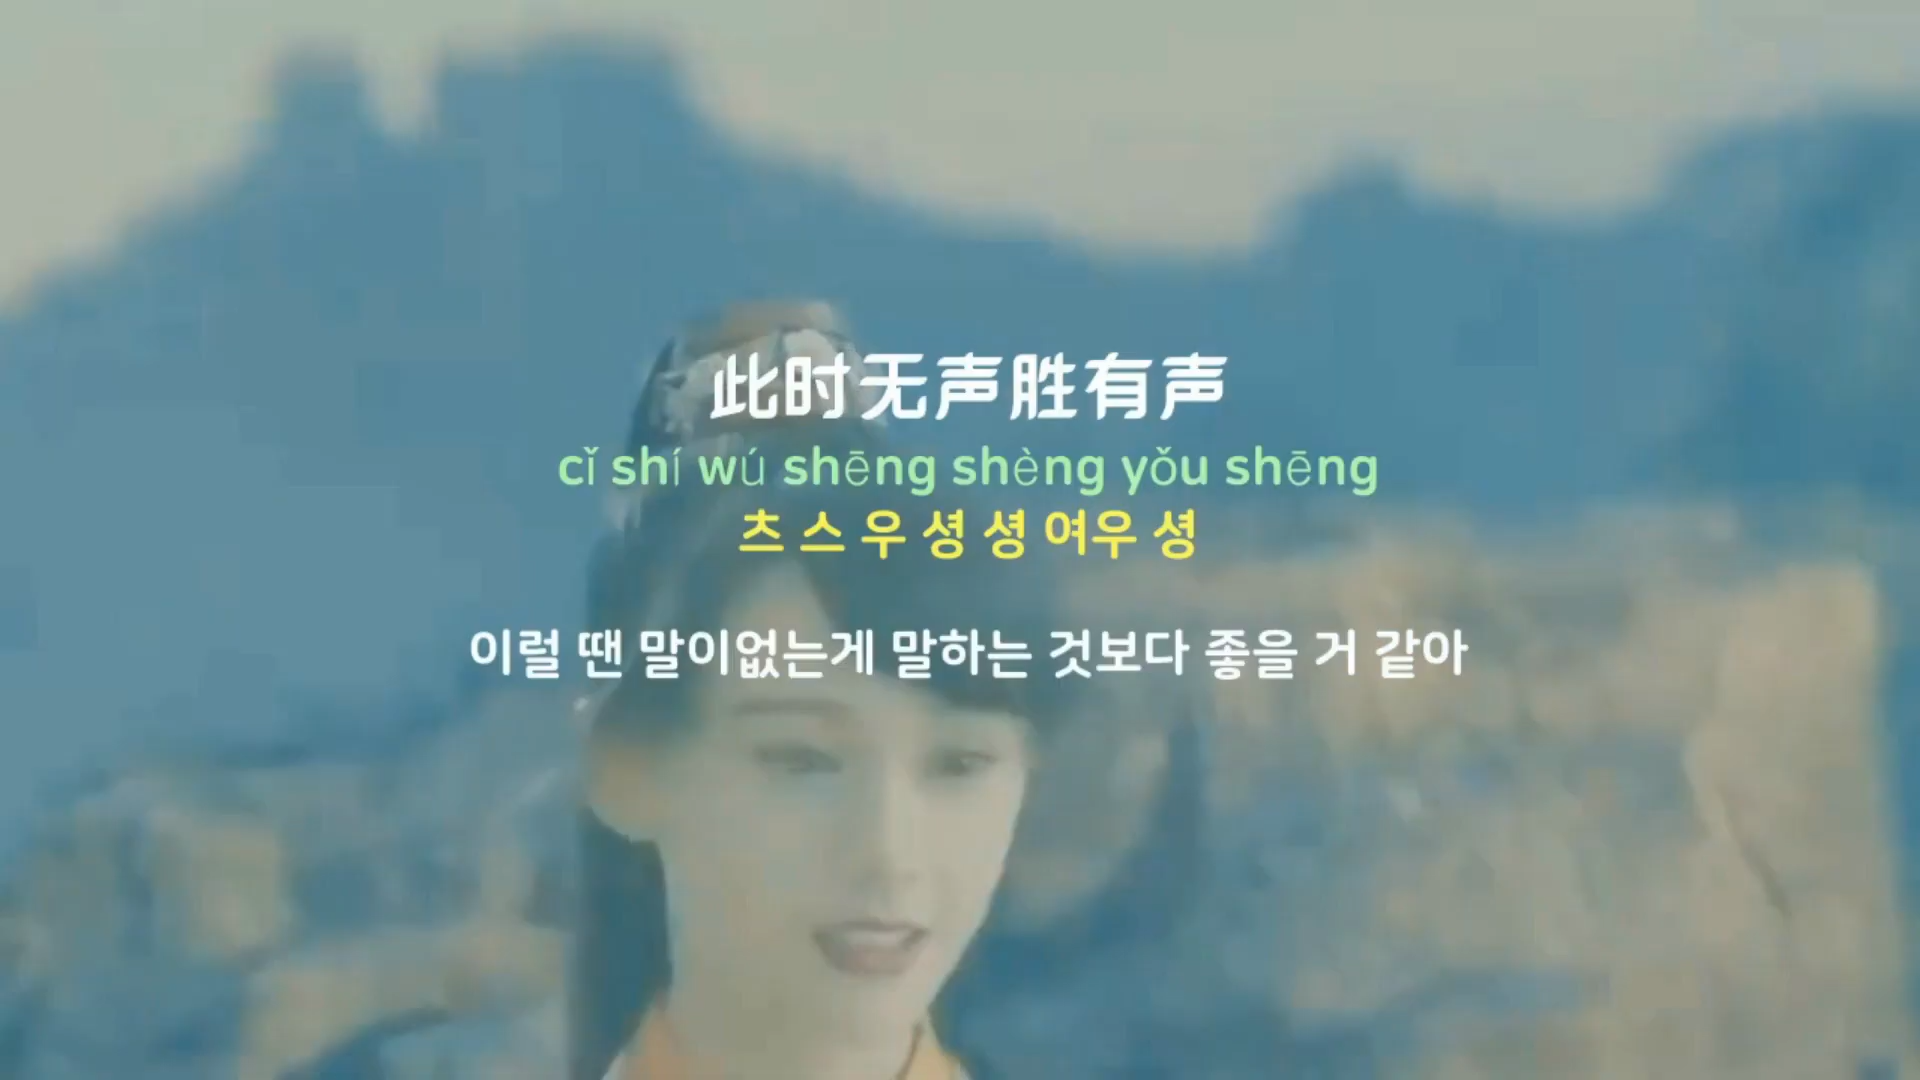 此时无声胜有声
cǐ shí wú shēng shèng yǒu shēng
츠 스 우 셩 셩 여우 셩
이럴 땐 말이없는게 말하는 것보다 좋을 거 같아